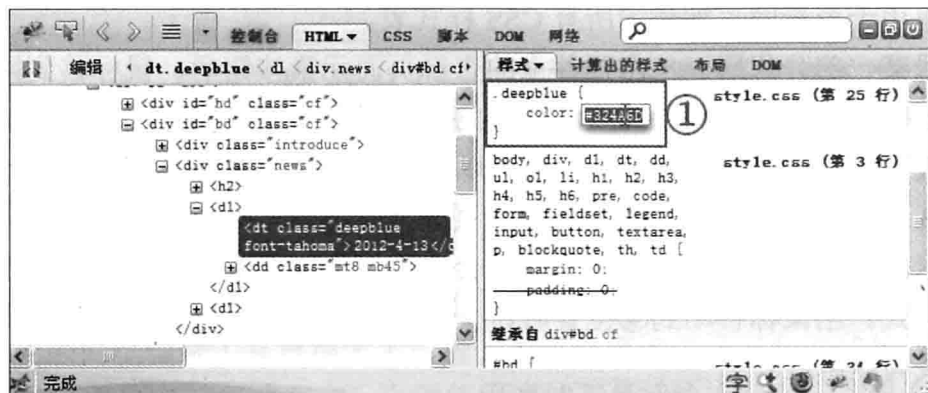 控制台 HTML CSS 脚本 DOM 网络
编辑 dt.deepblue < dl < div.news < div#bd.cf
样式 计算出的样式 布局 DOM
<div id="hd" class="cf">
<div id="bd" class="cf">
<div class="introduce">
<div class="news">
<h2>
<dl>
<dt class="deepblue
font-tahoma">2012-4-13</d
<dd class="mt8 mb45">
</dl>
<dl>
</div>
.deepblue { style.css (第 25 行)
color: #324A6D ①
}
body, div, dl, dt, dd, style.css (第 3 行)
ul, ol, li, h1, h2, h3,
h4, h5, h6, pre, code,
form, fieldset, legend,
input, button, textarea,
p, blockquote, th, td {
margin: 0;
padding: 0;
}
继承自 div#bd.cf
#bd { style.css (第 24 行)
完成 字